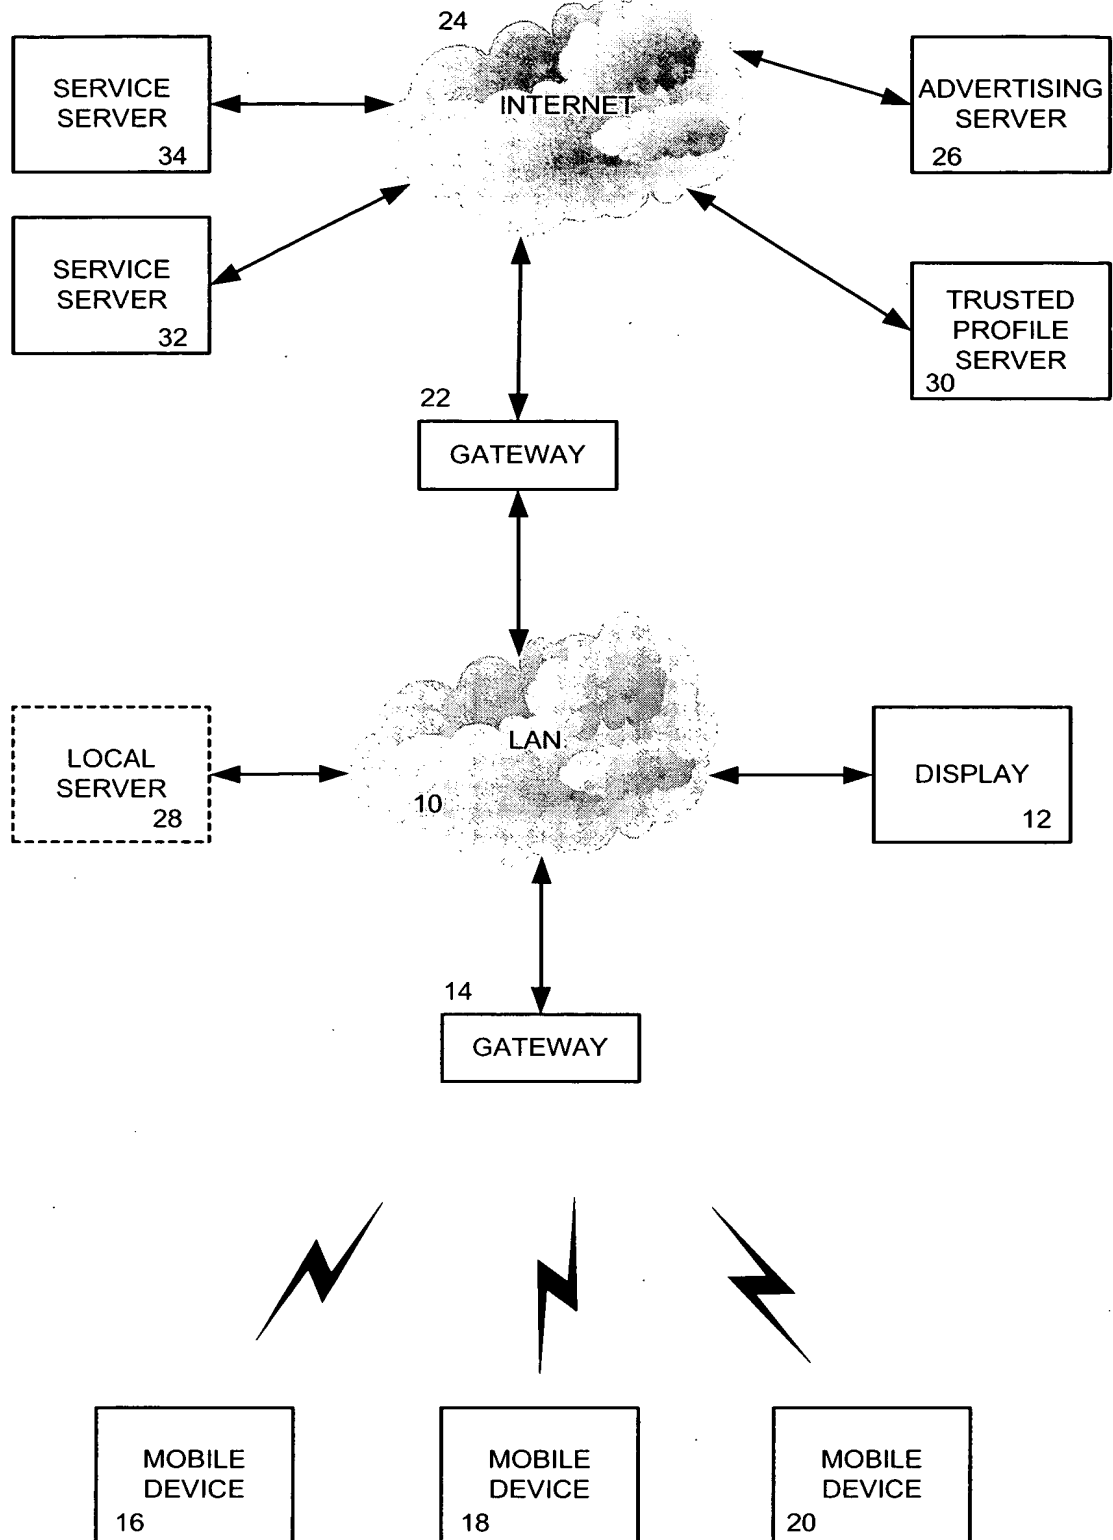 24
SERVICE
SERVER
34
INTERNET
ADVERTISING
SERVER
26
SERVICE
SERVER
32
TRUSTED
PROFILE
SERVER
30
22
GATEWAY
LOCAL
SERVER
28
LAN
10
DISPLAY
12
14
GATEWAY
MOBILE
DEVICE
16
MOBILE
DEVICE
18
MOBILE
DEVICE
20